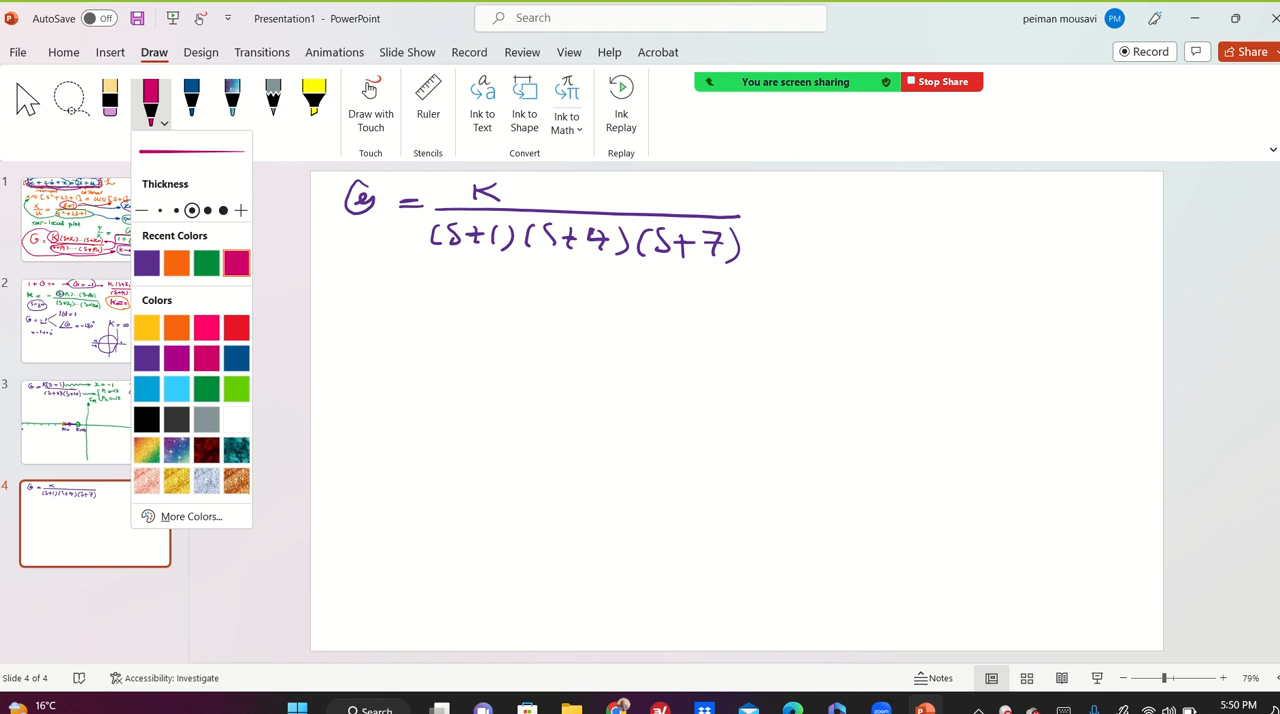 AutoSave Off Presentation1 - PowerPoint Search peiman mousavi PM
File Home Insert Draw Design Transitions Animations Slide Show Record Review View Help Acrobat Record Share
You are screen sharing Stop Share
Draw with Touch Ruler Ink to Text Ink to Shape Ink to Math Ink Replay
Touch Stencils Convert Replay
Thickness
Recent Colors
Colors
More Colors...
1
2
3
4
G = K
(S+1)(S+4)(S+7)
Slide 4 of 4 Accessibility: Investigate Notes 79%
16°C Search zoom 5:50 PM